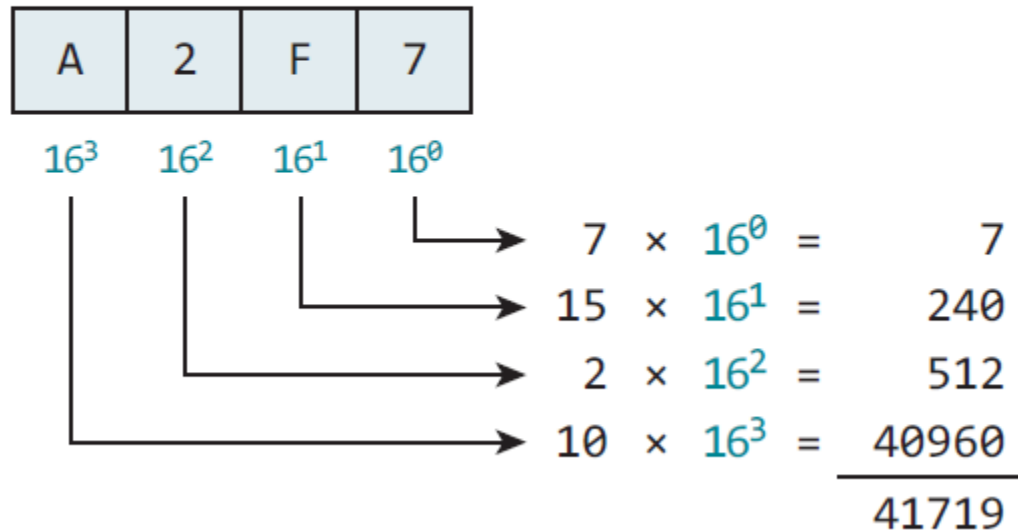 A 2 F 7
16³ 16² 16¹ 16⁰
7 × 16⁰ = 7
15 × 16¹ = 240
2 × 16² = 512
10 × 16³ = 40960
41719